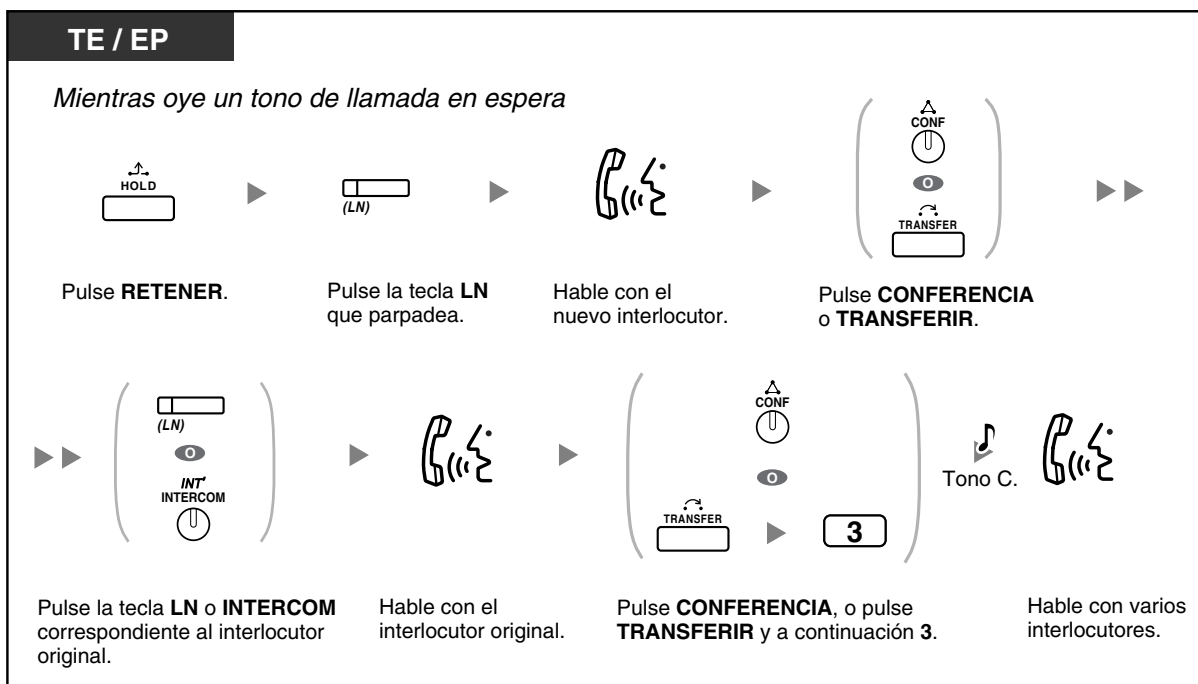 TE / EP
Mientras oye un tono de llamada en espera
HOLD
(LN)
CONF
O
TRANSFER
Pulse RETENER.
Pulse la tecla LN
que parpadea.
Hable con el
nuevo interlocutor.
Pulse CONFERENCIA
o TRANSFERIR.
(LN)
O
INT'
INTERCOM
CONF
O
TRANSFER
3
Tono C.
Pulse la tecla LN o INTERCOM
correspondiente al interlocutor
original.
Hable con el
interlocutor original.
Pulse CONFERENCIA, o pulse
TRANSFERIR y a continuación 3.
Hable con varios
interlocutores.